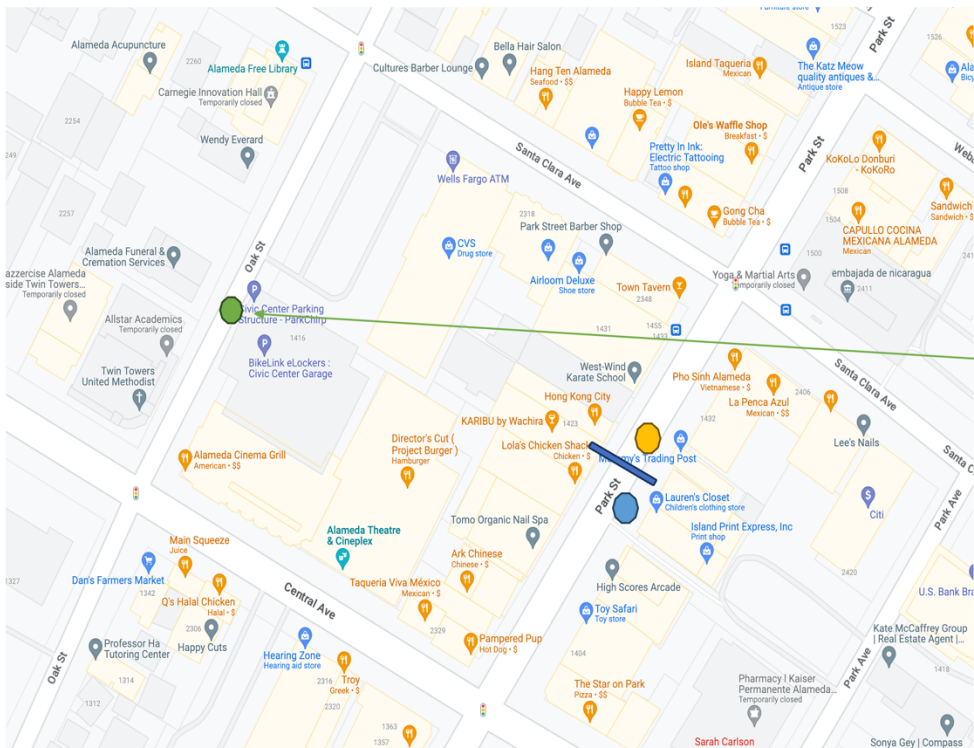 Furniture store
Park St
1523
1526
Alameda Acupuncture
2260
Alameda Free Library
Bella Hair Salon
Cultures Barber Lounge
Island Taqueria
Mexican
The Katz Meow
quality antiques &...
Antique store
Ala
Bicy
Hang Ten Alameda
Seafood • $$
Carnegie Innovation Hall
Temporarily closed
Happy Lemon
Bubble Tea • $
2254
Ole's Waffle Shop
Breakfast • $
Park St
Wendy Everard
Pretty In Ink:
Electric Tattooing
Tattoo shop
Santa Clara Ave
Webs
KoKoLo Donburi
- KoKoRo
249
Wells Fargo ATM
1508
Sandwich
Sandwich • $
2257
2318
Gong Cha
Bubble Tea • $
1504
CAPULLO COCINA
MEXICANA ALAMEDA
Mexican
Park Street Barber Shop
Oak St
CVS
Drug store
1500
2418
Alameda Funeral &
Cremation Services
Airloom Deluxe
Shoe store
Town Tavern
2348
Yoga & Martial Arts
Temporarily closed
embajada de nicaragua
2411
azzercise Alameda
side Twin Towers...
Temporarily closed
Civic Center Parking
Structure - ParkChirp
Allstar Academics
Temporarily closed
1416
1431
1455
1433
BikeLink eLockers :
Civic Center Garage
West-Wind
Karate School
Santa Clara Ave
Twin Towers
United Methodist
Pho Sinh Alameda
Vietnamese • $
2406
La Penca Azul
Mexican • $$
Hong Kong City
KARIBU by Wachira
1423
1432
Lee's Nails
Director's Cut (
Project Burger )
Hamburger
Lola's Chicken Shack
Chicken • $
Mommy's Trading Post
Santa C
Alameda Cinema Grill
American • $$
Park St
Lauren's Closet
Children's clothing store
Citi
Park Ave
Alameda Theatre
& Cineplex
Tomo Organic Nail Spa
Island Print Express, Inc
Print shop
Main Squeeze
Juice
Ark Chinese
Chinese • $
2420
1327
Dan's Farmers Market
1342
Central Ave
Taqueria Viva México
Mexican • $
High Scores Arcade
U.S. Bank Bra
Q's Halal Chicken
Halal • $
Toy Safari
Toy store
2306
Happy Cuts
2329
Pampered Pup
Hot Dog • $
Kate McCaffrey Group
| Real Estate Agent |...
Professor Ha
Tutoring Center
Hearing Zone
Hearing aid store
1404
Oak St
1314
2316
Troy
Greek • $
2320
The Star on Park
Pizza • $$
Pharmacy | Kaiser
Permanente Alameda...
Temporarily closed
Park Ave
1418
1312
1363
1357
Sarah Carlson
Sonya Gey | Compass